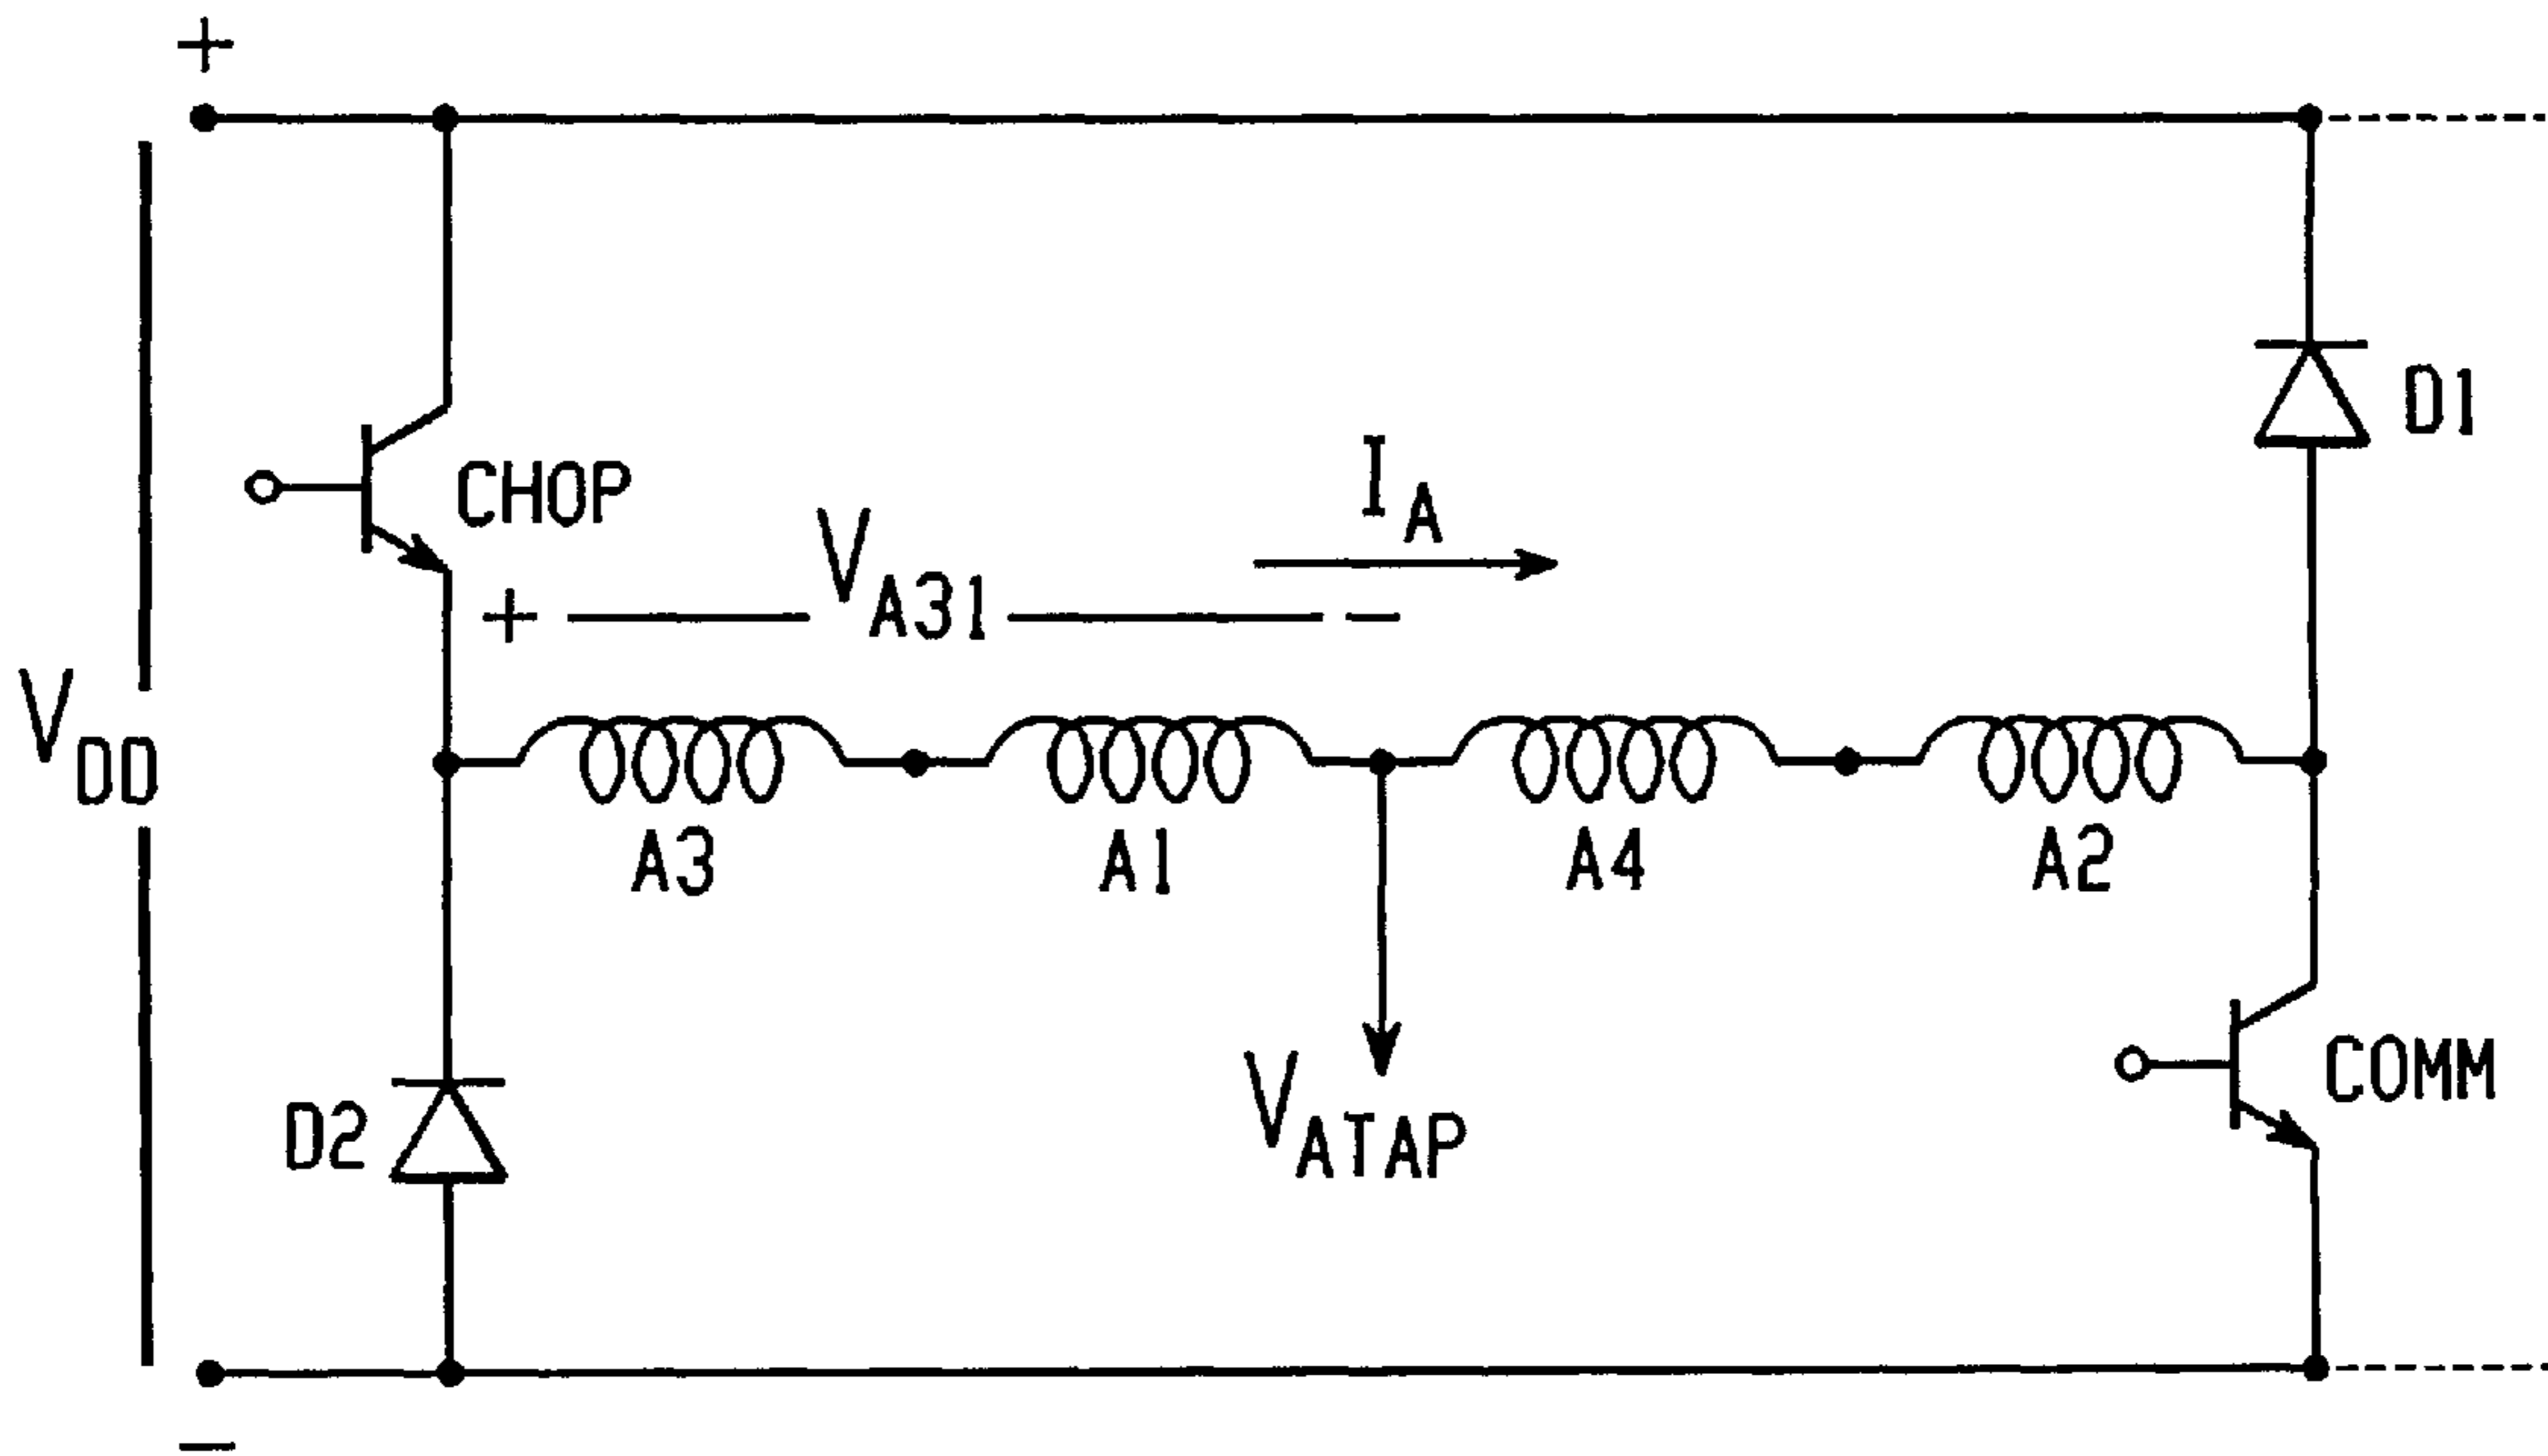 +
D1
CHOP
I_A
+ V_A31 −
V_DD
A3 A1 A4 A2
D2
V_ATAP
COMM
−